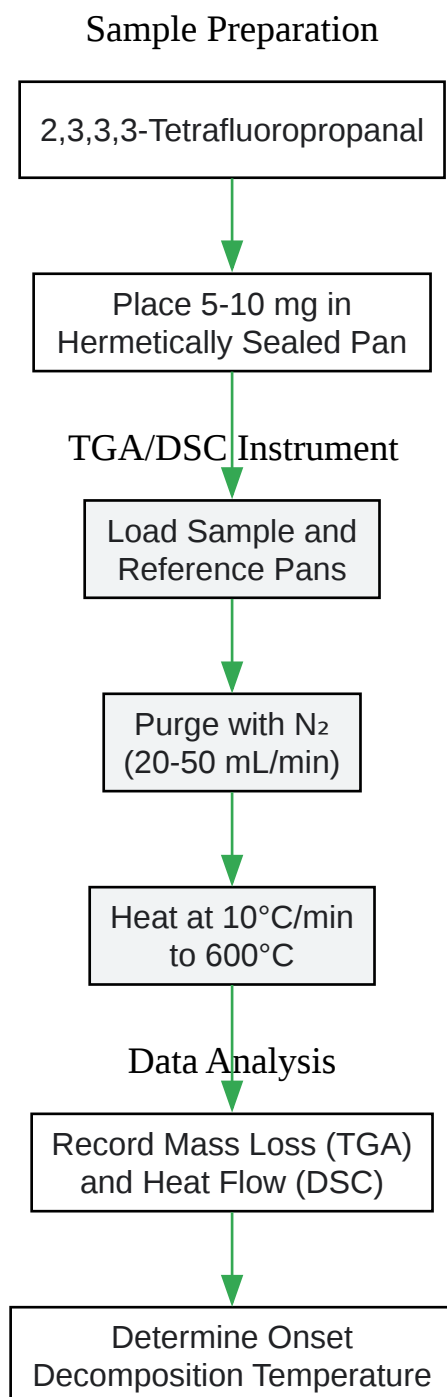 Sample Preparation
2,3,3,3-Tetrafluoropropanal
Place 5-10 mg in
Hermetically Sealed Pan
TGA/DSC Instrument
Load Sample and
Reference Pans
Purge with N₂
(20-50 mL/min)
Heat at 10°C/min
to 600°C
Data Analysis
Record Mass Loss (TGA)
and Heat Flow (DSC)
Determine Onset
Decomposition Temperature